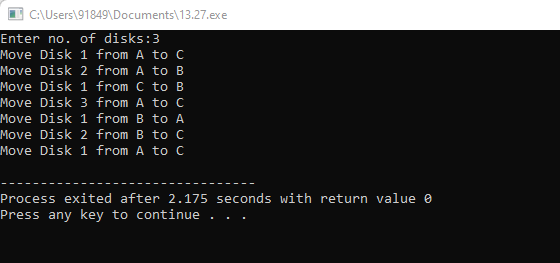 C:\Users\91849\Documents\13.27.exe
Enter no. of disks:3
Move Disk 1 from A to C
Move Disk 2 from A to B
Move Disk 1 from C to B
Move Disk 3 from A to C
Move Disk 1 from B to A
Move Disk 2 from B to C
Move Disk 1 from A to C
--------------------------------
Process exited after 2.175 seconds with return value 0
Press any key to continue . . .